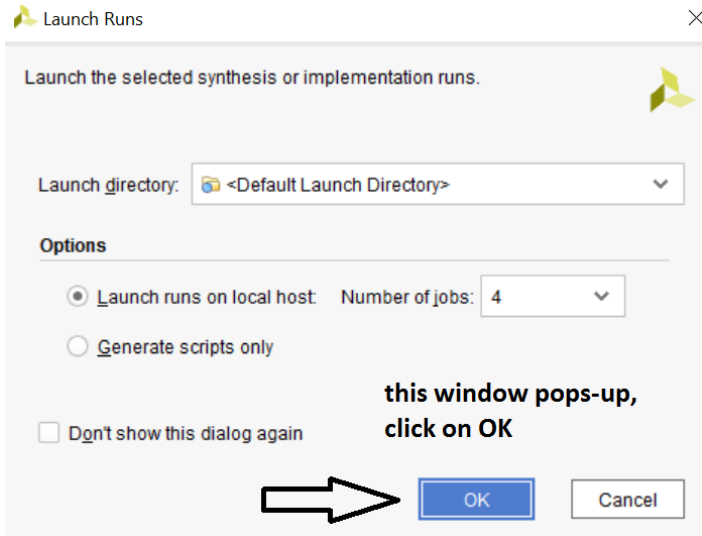 Launch Runs
Launch the selected synthesis or implementation runs.
Launch directory: <Default Launch Directory>
Options
Launch runs on local host: Number of jobs: 4
Generate scripts only
this window pops-up,
click on OK
Don't show this dialog again
OK Cancel